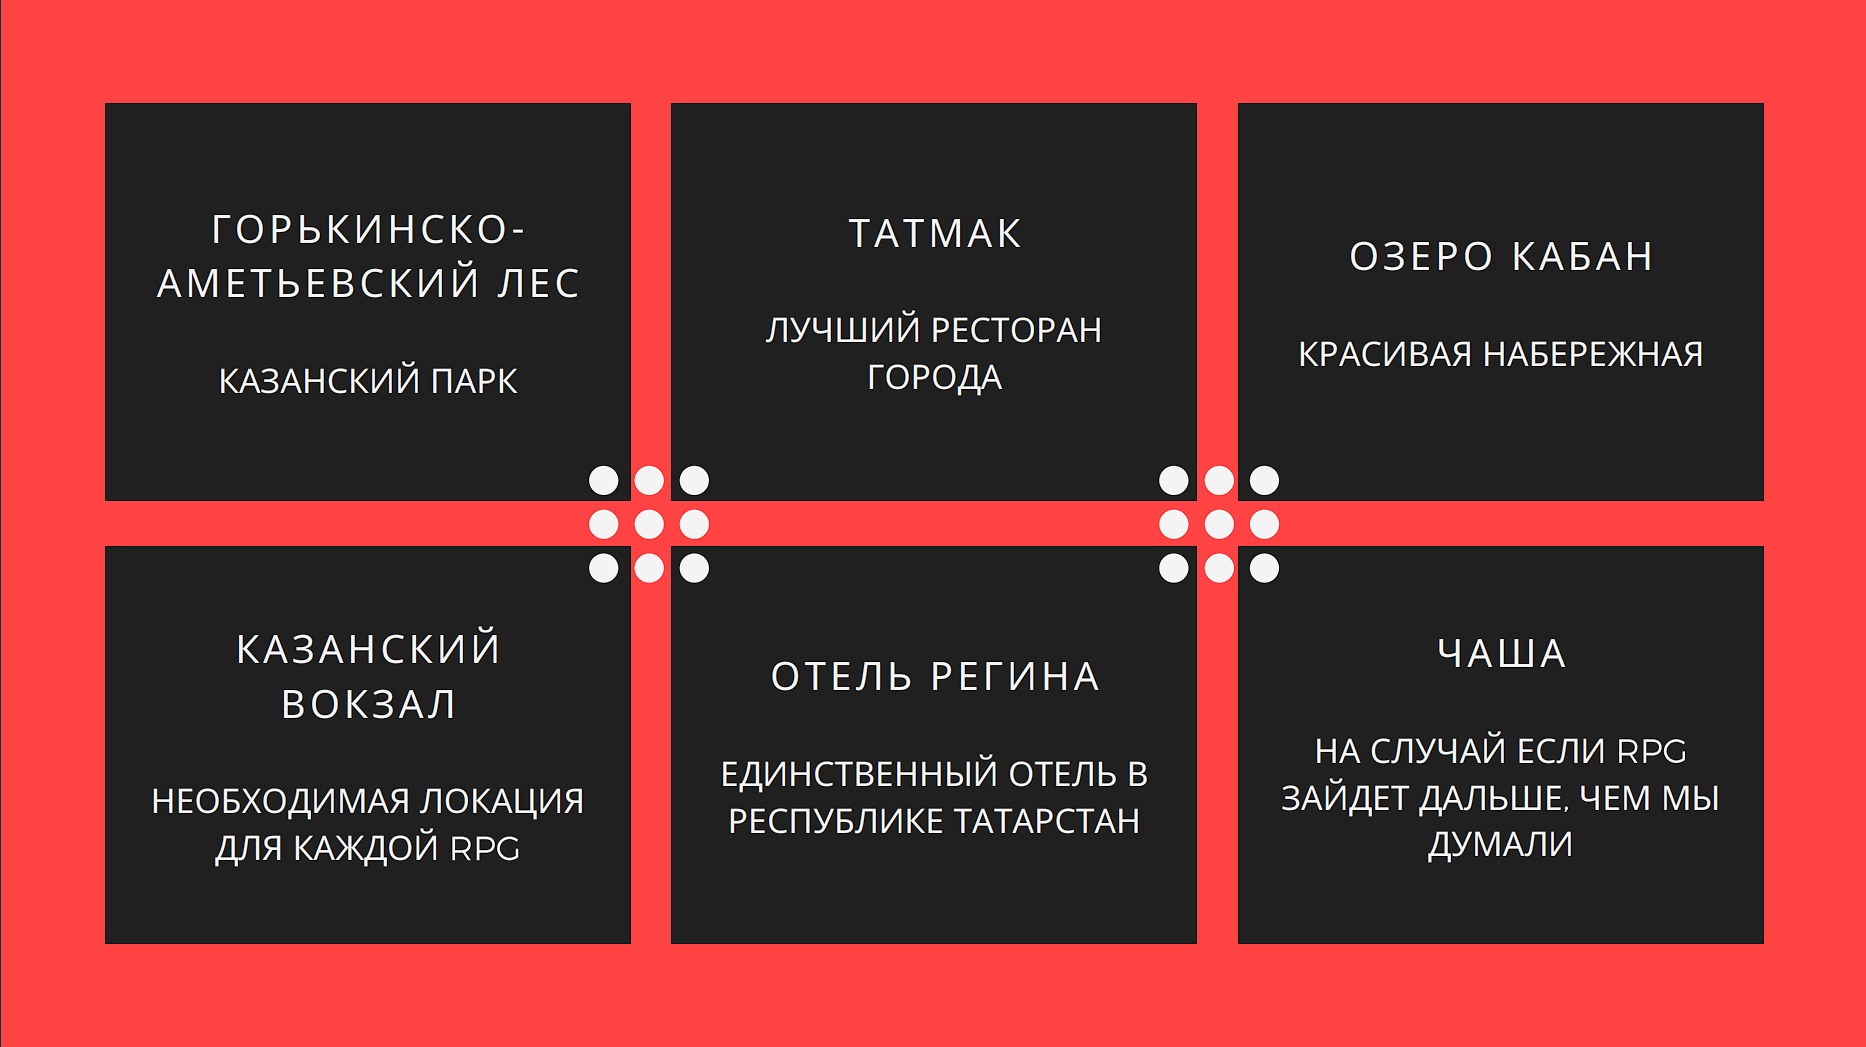 ГОРЬКИНСКО-
АМЕТЬЕВСКИЙ ЛЕС
КАЗАНСКИЙ ПАРК
ТАТМАК
ЛУЧШИЙ РЕСТОРАН
ГОРОДА
ОЗЕРО КАБАН
КРАСИВАЯ НАБЕРЕЖНАЯ
КАЗАНСКИЙ
ВОКЗАЛ
НЕОБХОДИМАЯ ЛОКАЦИЯ
ДЛЯ КАЖДОЙ RPG
ОТЕЛЬ РЕГИНА
ЕДИНСТВЕННЫЙ ОТЕЛЬ В
РЕСПУБЛИКЕ ТАТАРСТАН
ЧАША
НА СЛУЧАЙ ЕСЛИ RPG
ЗАЙДЕТ ДАЛЬШЕ, ЧЕМ МЫ
ДУМАЛИ